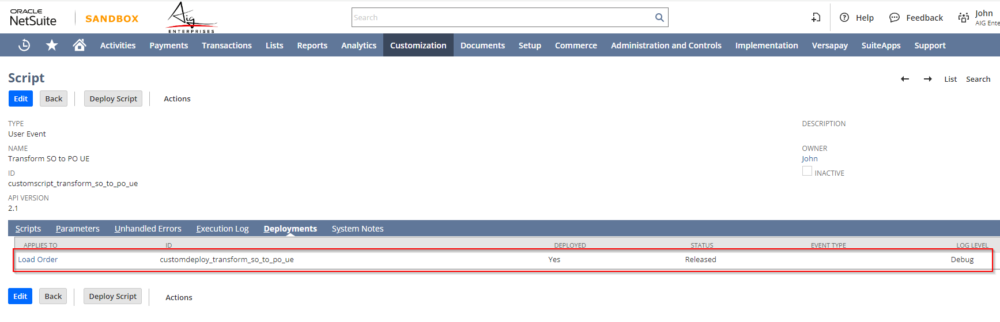 ORACLE
NetSuite
SANDBOX
Aig
ENTERPRISES
Search
Help
Feedback
John
AIG Ente
Activities Payments Transactions Lists Reports Analytics Customization Documents Setup Commerce Administration and Controls Implementation Versapay SuiteApps Support
Script
List Search
Edit Back Deploy Script Actions
TYPE
User Event
NAME
Transform SO to PO UE
ID
customscript_transform_so_to_po_ue
API VERSION
2.1
DESCRIPTION
OWNER
John
INACTIVE
Scripts Parameters Unhandled Errors Execution Log Deployments System Notes
APPLIES TO ID DEPLOYED STATUS EVENT TYPE LOG LEVEL
Load Order customdeploy_transform_so_to_po_ue Yes Released Debug
Edit Back Deploy Script Actions